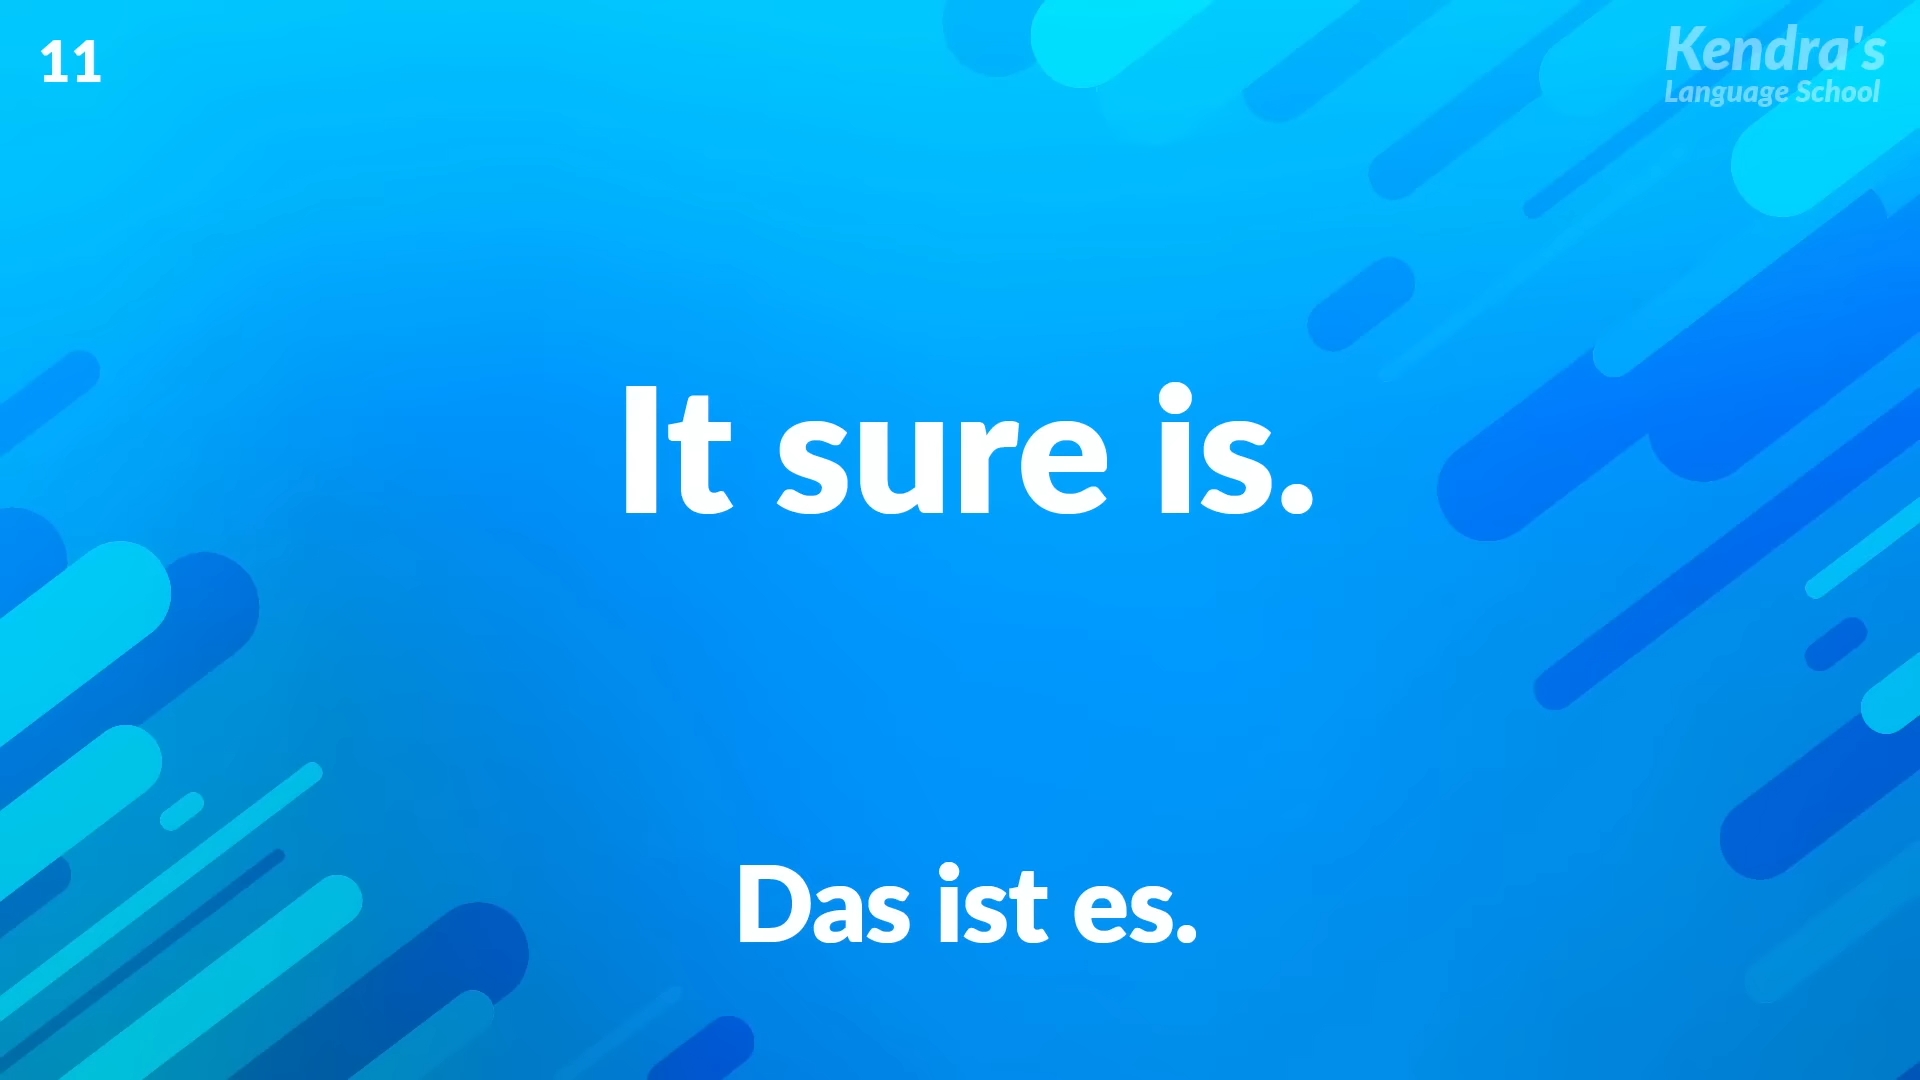 11
Kendra's
Language School
It sure is.
Das ist es.